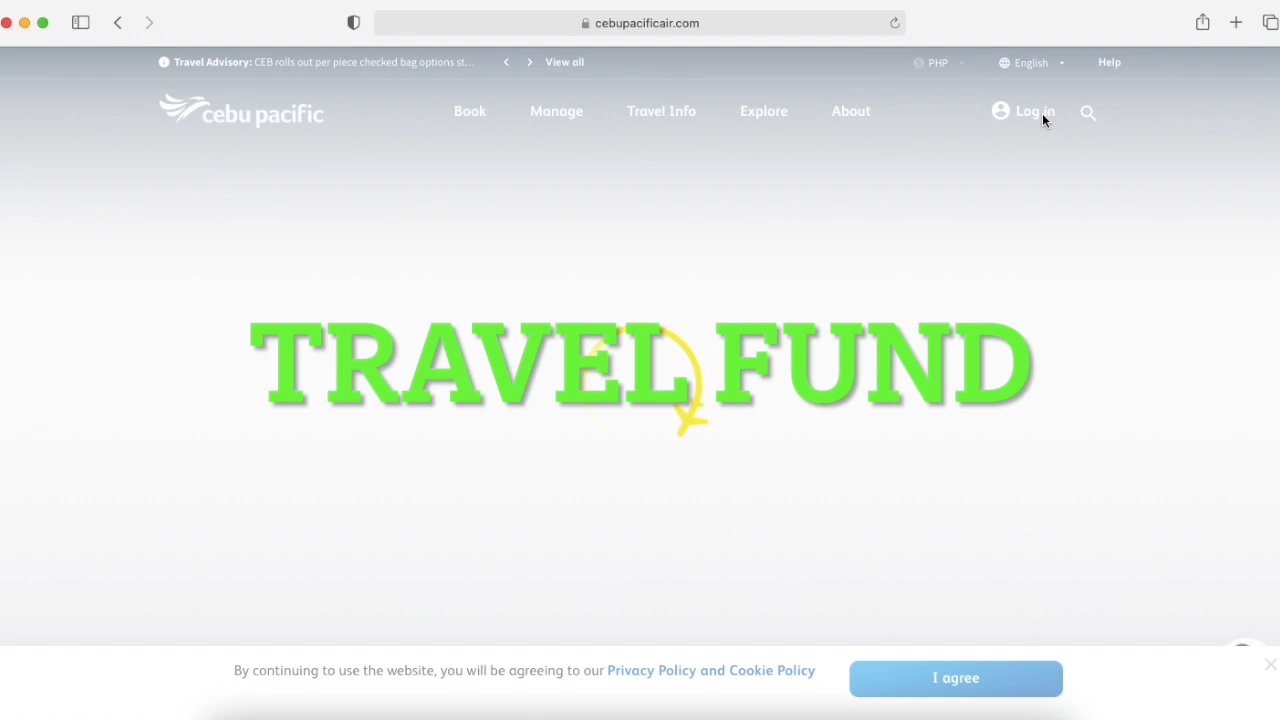 cebupacificair.com
Travel Advisory: CEB rolls out per piece checked bag options st...
View all
PHP
English
Help
cebu pacific
Book
Manage
Travel Info
Explore
About
Log in
TRAVEL FUND
By continuing to use the website, you will be agreeing to our Privacy Policy and Cookie Policy
I agree